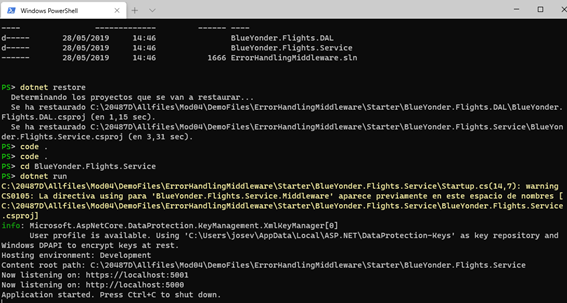 Windows PowerShell
---- ------------- ------ ----
d----- 28/05/2019 14:46 BlueYonder.Flights.DAL
d----- 28/05/2019 14:46 BlueYonder.Flights.Service
------ 28/05/2019 14:46 1666 ErrorHandlingMiddleware.sln
PS> dotnet restore
Determinando los proyectos que se van a restaurar...
Se ha restaurado C:\20487D\Allfiles\Mod04\DemoFiles\ErrorHandlingMiddleware\Starter\BlueYonder.Flights.DAL\BlueYonder.
Flights.DAL.csproj (en 1,15 sec).
Se ha restaurado C:\20487D\Allfiles\Mod04\DemoFiles\ErrorHandlingMiddleware\Starter\BlueYonder.Flights.Service\BlueYon
der.Flights.Service.csproj (en 3,31 sec).
PS> code .
PS> code .
PS> cd BlueYonder.Flights.Service
PS> dotnet run
C:\20487D\Allfiles\Mod04\DemoFiles\ErrorHandlingMiddleware\Starter\BlueYonder.Flights.Service\Startup.cs(14,7): warning
CS0105: La directiva using para 'BlueYonder.Flights.Service.Middleware' aparece previamente en este espacio de nombres [
C:\20487D\Allfiles\Mod04\DemoFiles\ErrorHandlingMiddleware\Starter\BlueYonder.Flights.Service\BlueYonder.Flights.Service
.csproj]
info: Microsoft.AspNetCore.DataProtection.KeyManagement.XmlKeyManager[0]
User profile is available. Using 'C:\Users\josev\AppData\Local\ASP.NET\DataProtection-Keys' as key repository and
Windows DPAPI to encrypt keys at rest.
Hosting environment: Development
Content root path: C:\20487D\Allfiles\Mod04\DemoFiles\ErrorHandlingMiddleware\Starter\BlueYonder.Flights.Service
Now listening on: https://localhost:5001
Now listening on: http://localhost:5000
Application started. Press Ctrl+C to shut down.